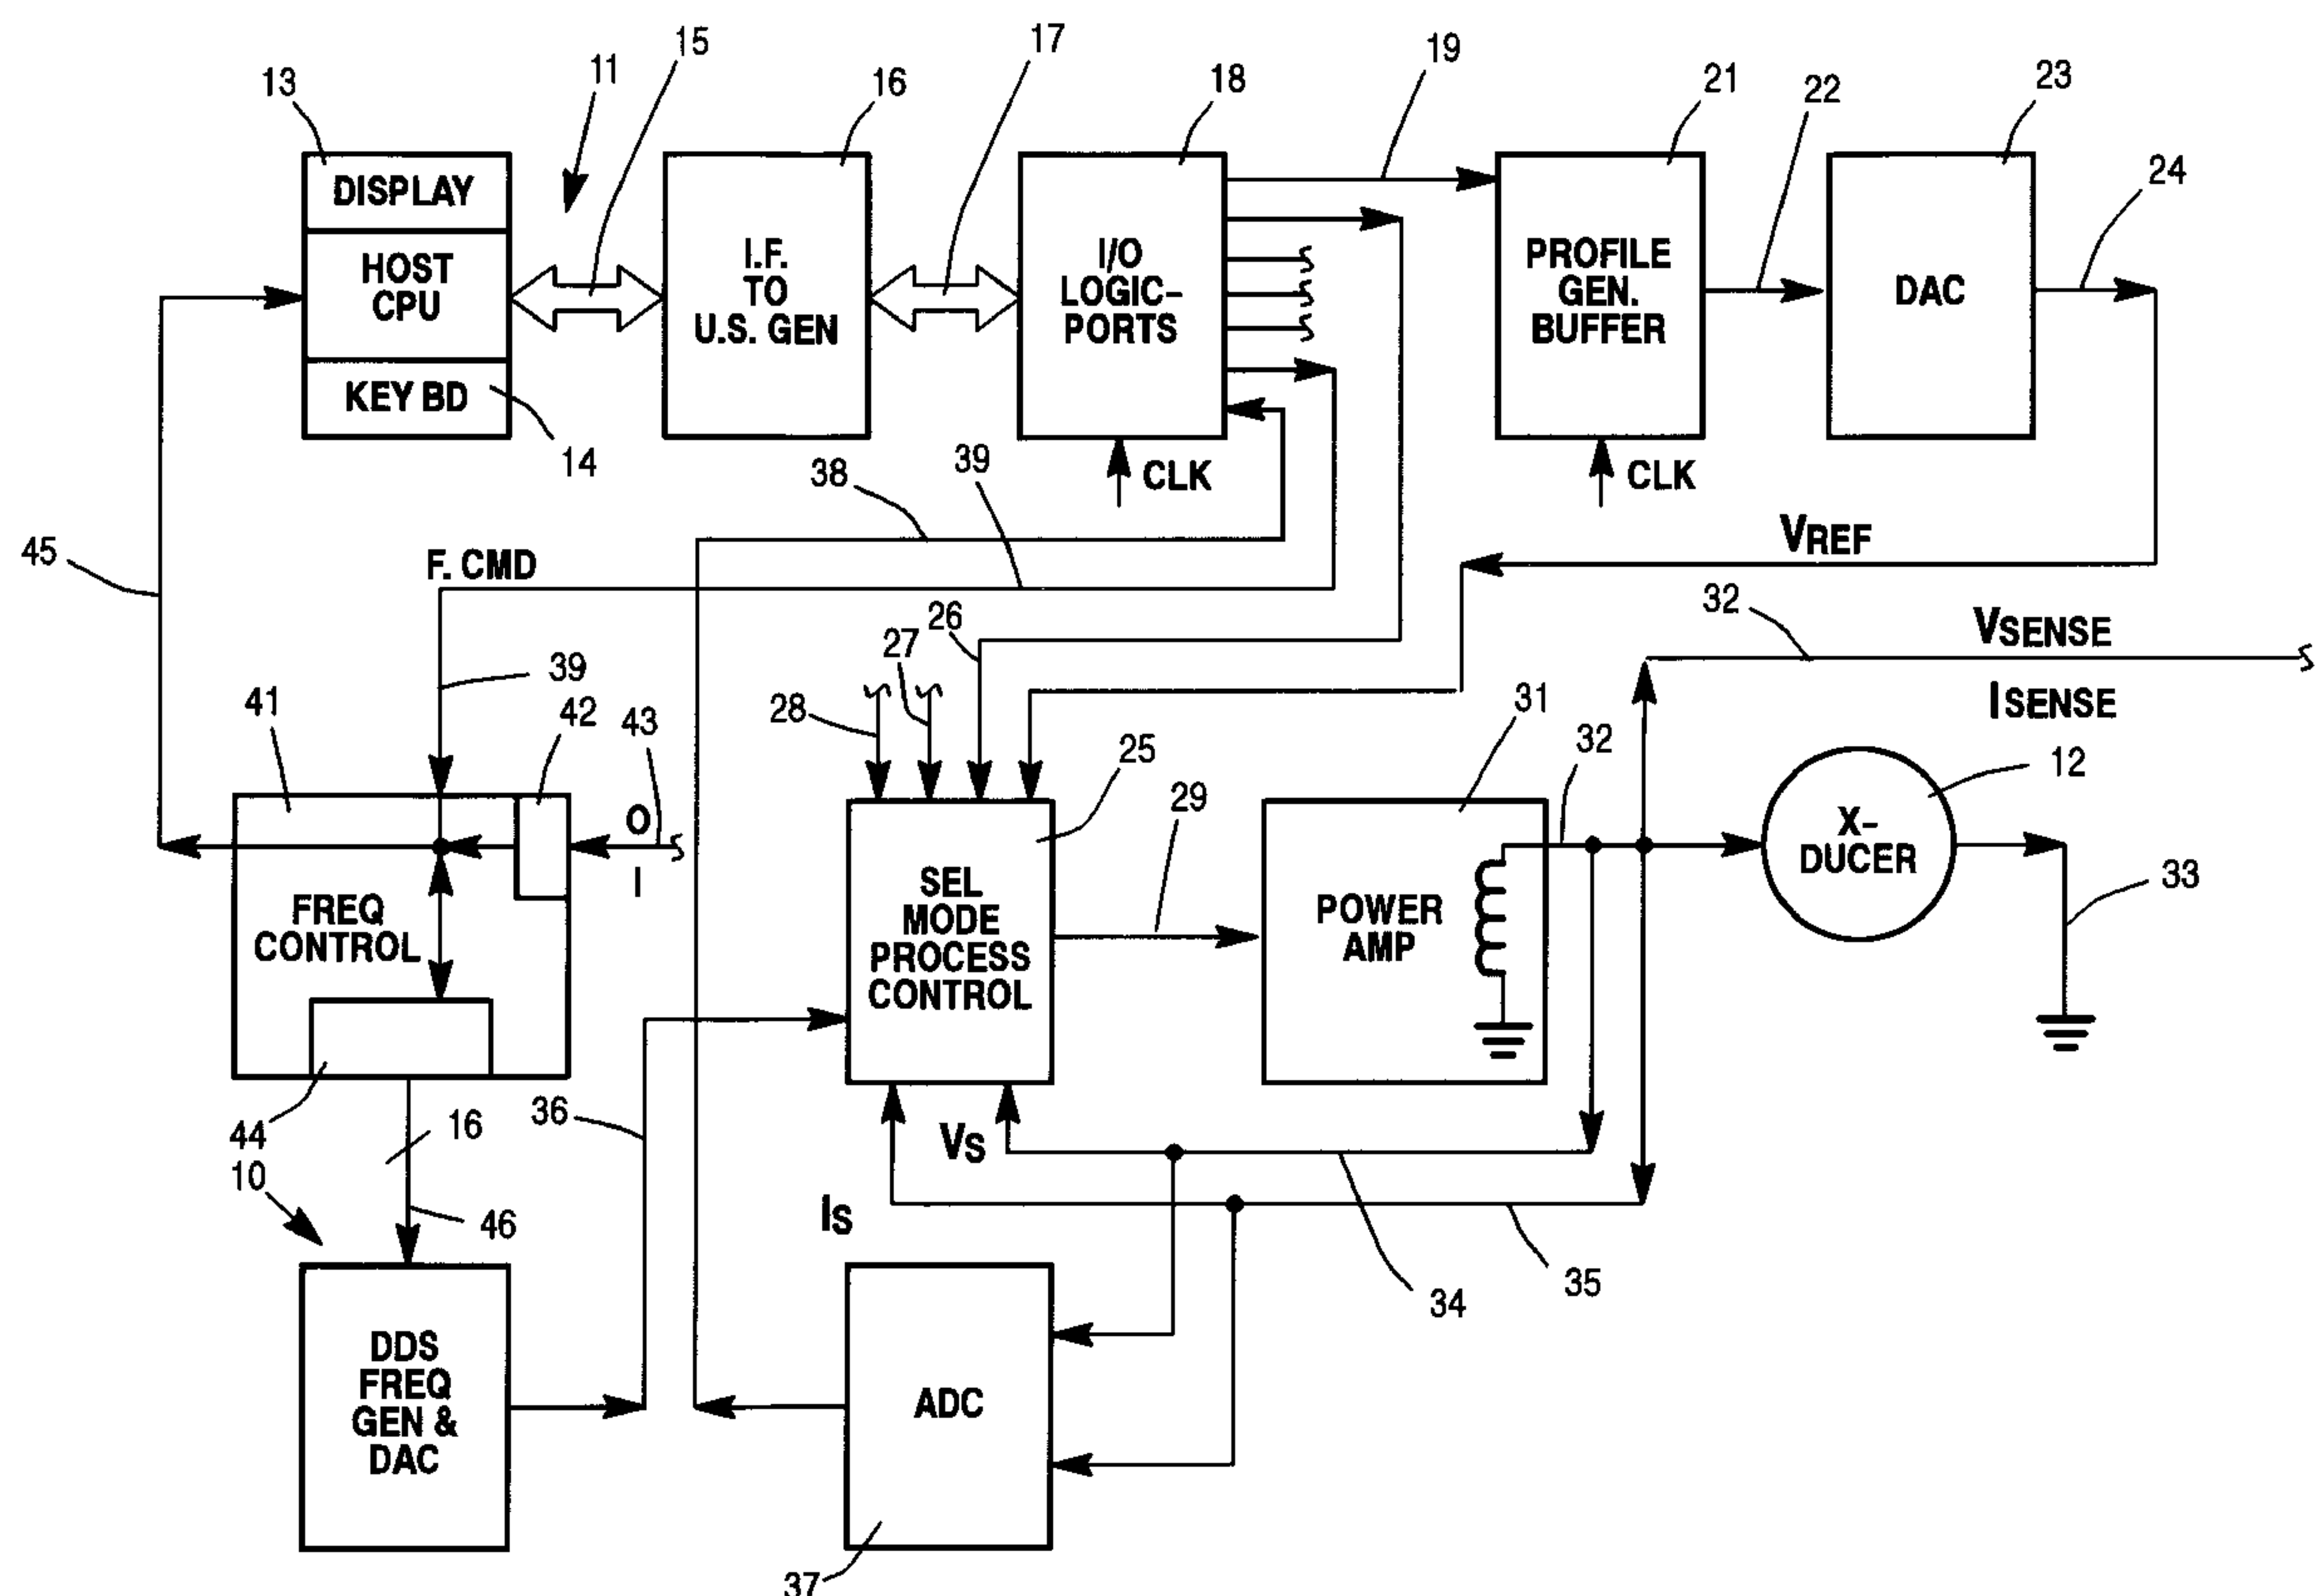 15
17
19
11
13
16
18
21
22
23
24
DISPLAY
HOST
CPU
KEY BD
14
I.F.
TO
U.S. GEN
I/O
LOGIC–
PORTS
CLK
PROFILE
GEN.
BUFFER
CLK
DAC
38
39
45
F. CMD
VREF
32
VSENSE
ISENSE
26
27
28
39
41
42
43
O
I
FREQ
CONTROL
44
16
10
46
36
25
SEL
MODE
PROCESS
CONTROL
29
31
POWER
AMP
32
12
X–
DUCER
33
VS
IS
34
35
DDS
FREQ
GEN &
DAC
ADC
37